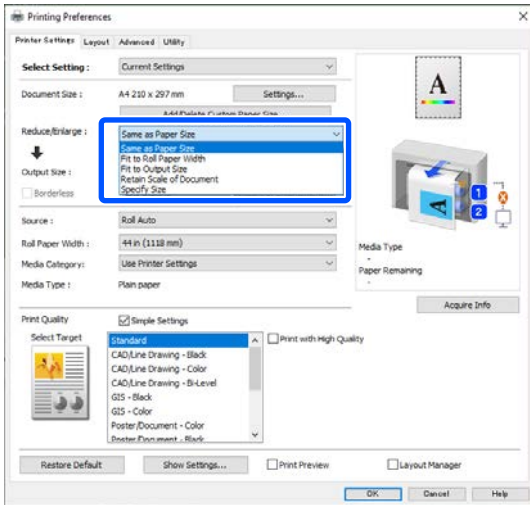 Printing Preferences
Printer Settings Layout Advanced Utility
Select Setting : Current Settings
Document Size : A4 210 x 297 mm Settings...
Add/Delete Custom Paper Size...
Reduce/Enlarge : Same as Paper Size
Same as Paper Size
Fit to Roll Paper Width
Fit to Output Size
Output Size :
Retain Scale of Document
Borderless
Specify Size
A
A
1
2
Source : Roll Auto
Roll Paper Width : 44 in (1118 mm)
Media Category: Use Printer Settings
Media Type : Plain paper
Media Type
-
Paper Remaining
-
Acquire Info
Print Quality Simple Settings
Select Target
Standard
Print with High Quality
CAD/Line Drawing - Black
CAD/Line Drawing - Color
CAD/Line Drawing - Bi-Level
GIS - Black
GIS - Color
Poster/Document - Color
Poster/Document - Black
Restore Default Show Settings... Print Preview Layout Manager
OK Cancel Help